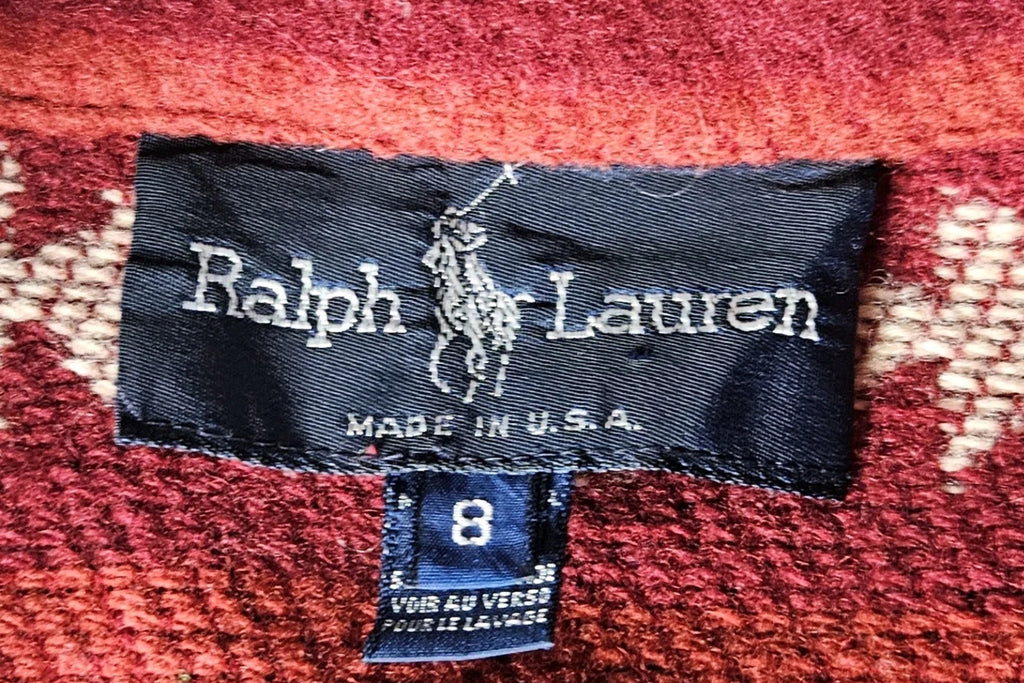 Ralph Lauren
MADE IN U.S.A.
8
VOIR AU VERSO
POUR LE LAVAGE